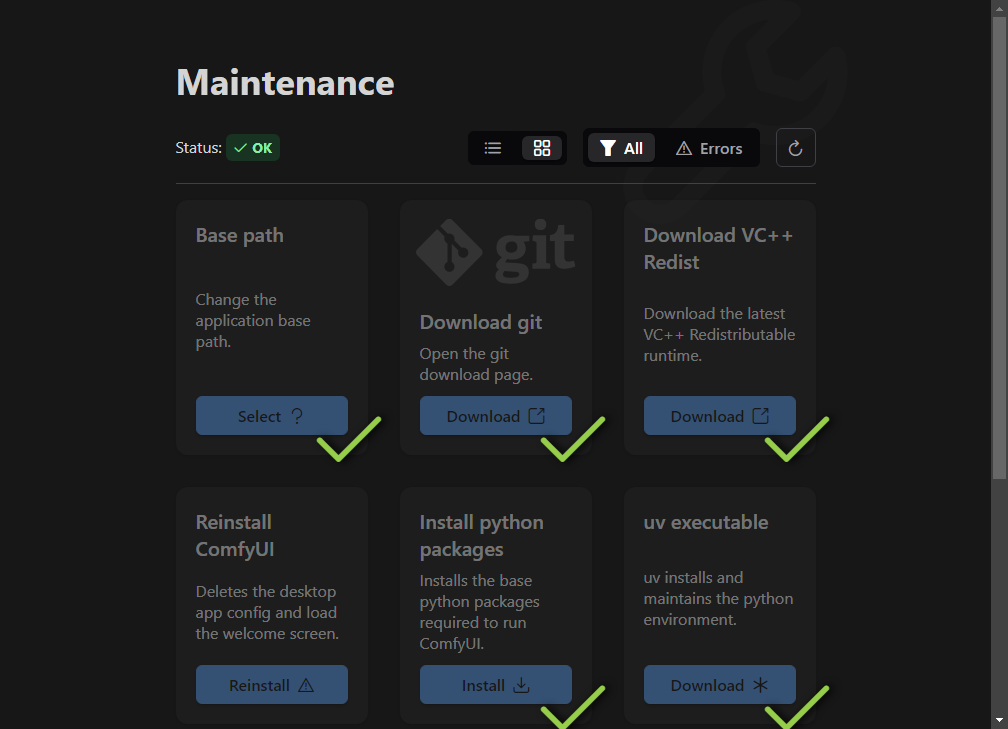 Maintenance
Status: OK
All
Errors
Base path
Change the
application base
path.
Select
git
Download git
Open the git
download page.
Download
Download VC++
Redist
Download the latest
VC++ Redistributable
runtime.
Download
Reinstall
ComfyUI
Deletes the desktop
app config and load
the welcome screen.
Reinstall
Install python
packages
Installs the base
python packages
required to run
ComfyUI.
Install
uv executable
uv installs and
maintains the python
environment.
Download